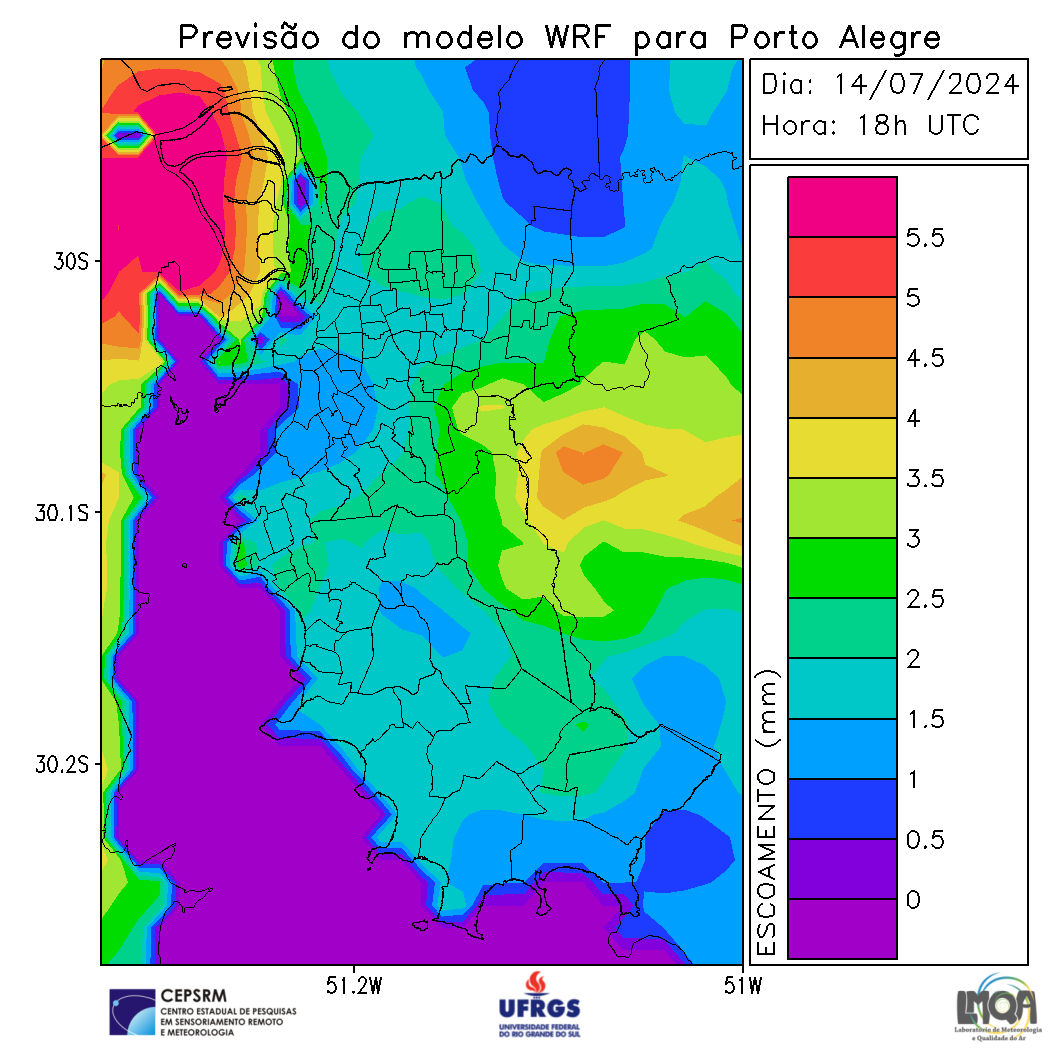 Previsão do modelo WRF para Porto Alegre
Dia: 14/07/2024
Hora: 18h UTC
5.5
5
4.5
4
3.5
3
2.5
2
1.5
1
0.5
0
ESCOAMENTO (mm)
30S
30.1S
30.2S
51.2W
51W
CEPSRM
CENTRO ESTADUAL DE PESQUISAS
EM SENSORIAMENTO REMOTO
E METEOROLOGIA
UFRGS
UNIVERSIDADE FEDERAL
DO RIO GRANDE DO SUL
LMQA
Laboratório de Meteorologia
e Qualidade do Ar